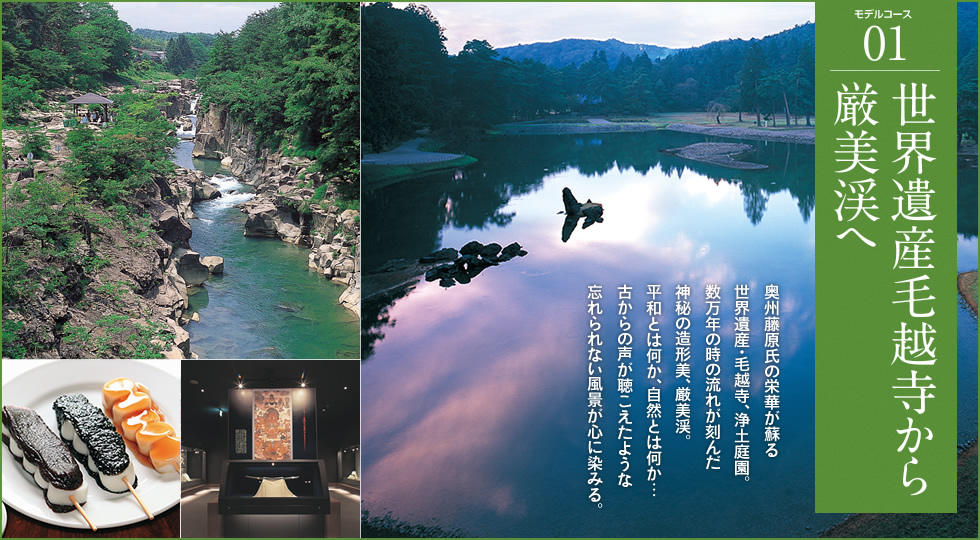 モデルコース
01
世界遺産毛越寺から
厳美渓へ
奥州藤原氏の栄華が蘇る
世界遺産・毛越寺、浄土庭園。
数万年の時の流れが刻んだ
神秘の造形美、厳美渓。
平和とは何か、自然とは何か…
古からの声が聴こえたような
忘れられない風景が心に染みる。